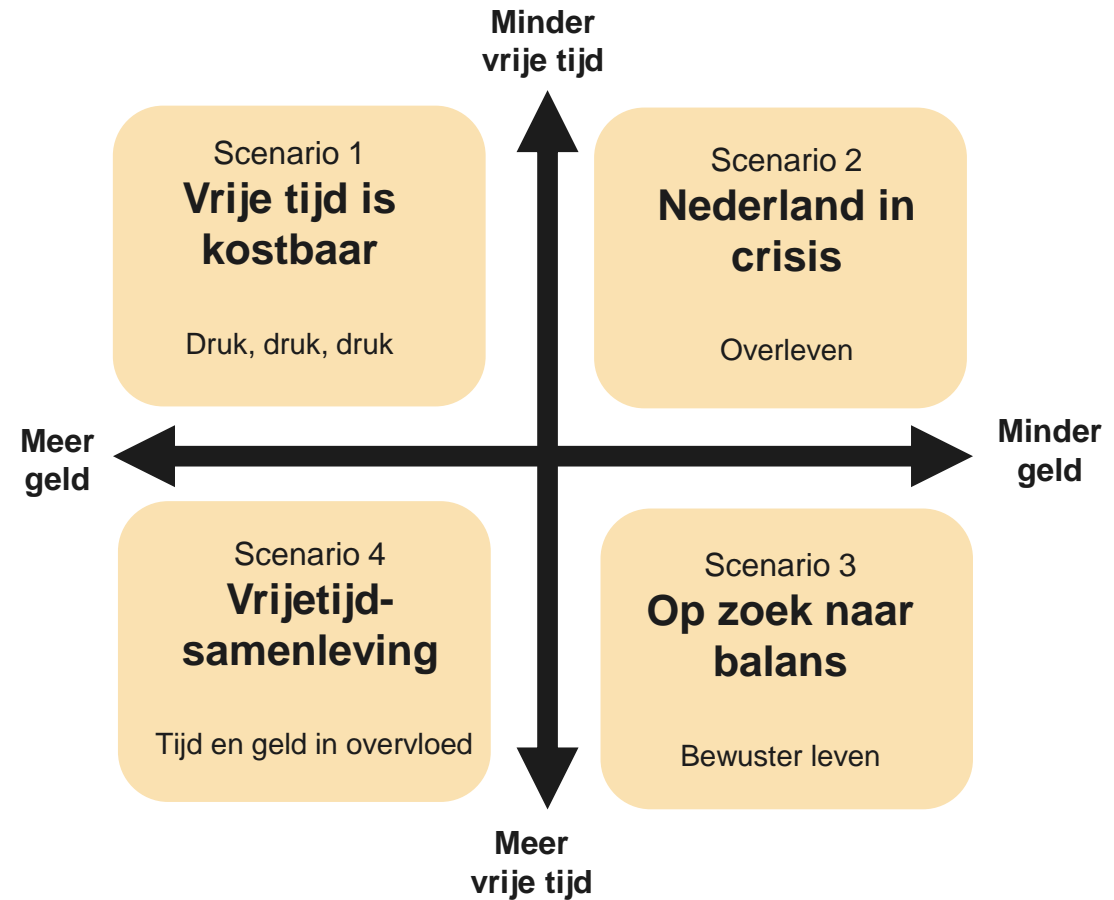 Minder
vrije tijd
Scenario 1
Vrije tijd is
kostbaar
Druk, druk, druk
Scenario 2
Nederland in
crisis
Overleven
Meer
geld
Minder
geld
Scenario 4
Vrijetijd-
samenleving
Tijd en geld in overvloed
Scenario 3
Op zoek naar
balans
Bewuster leven
Meer
vrije tijd